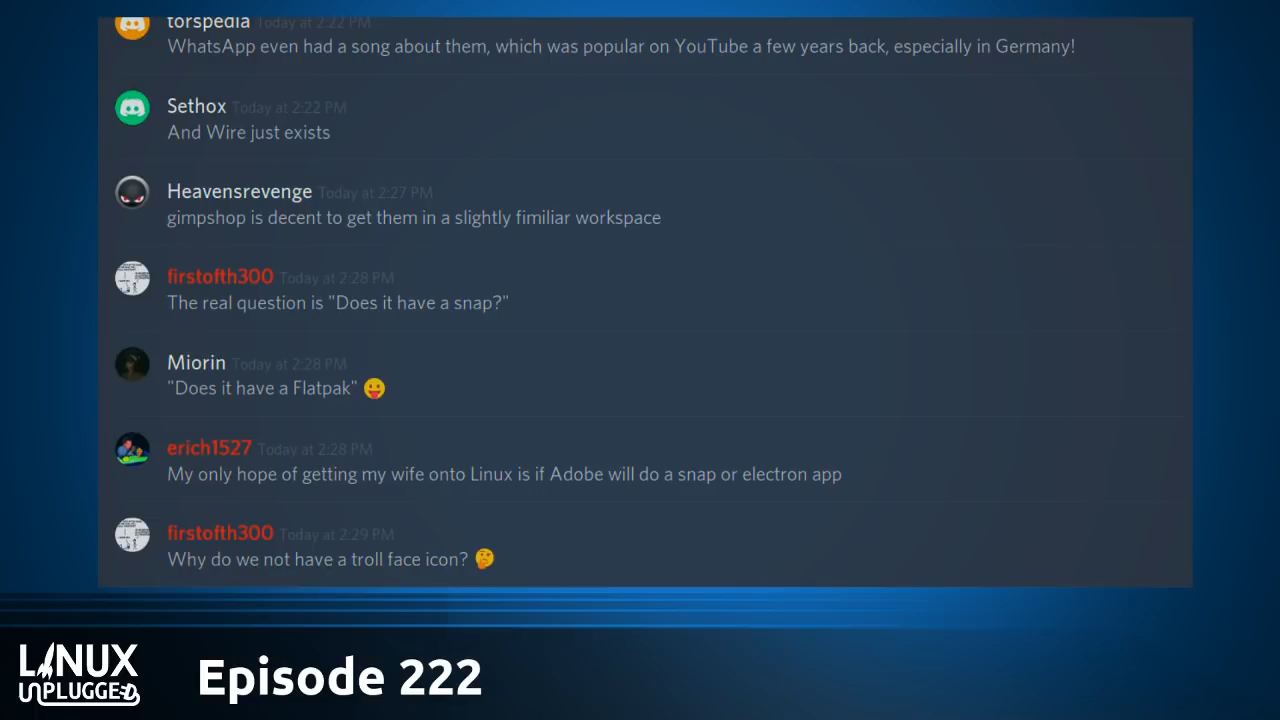 torspedia Today at 2:22 PM
WhatsApp even had a song about them, which was popular on YouTube a few years back, especially in Germany!
Sethox Today at 2:22 PM
And Wire just exists
Heavensrevenge Today at 2:27 PM
gimpshop is decent to get them in a slightly fimiliar workspace
firstofth300 Today at 2:28 PM
The real question is "Does it have a snap?"
Miorin Today at 2:28 PM
"Does it have a Flatpak" 😛
erich1527 Today at 2:28 PM
My only hope of getting my wife onto Linux is if Adobe will do a snap or electron app
firstofth300 Today at 2:29 PM
Why do we not have a troll face icon? 🤔
LINUX
UNPLUGGED
Episode 222